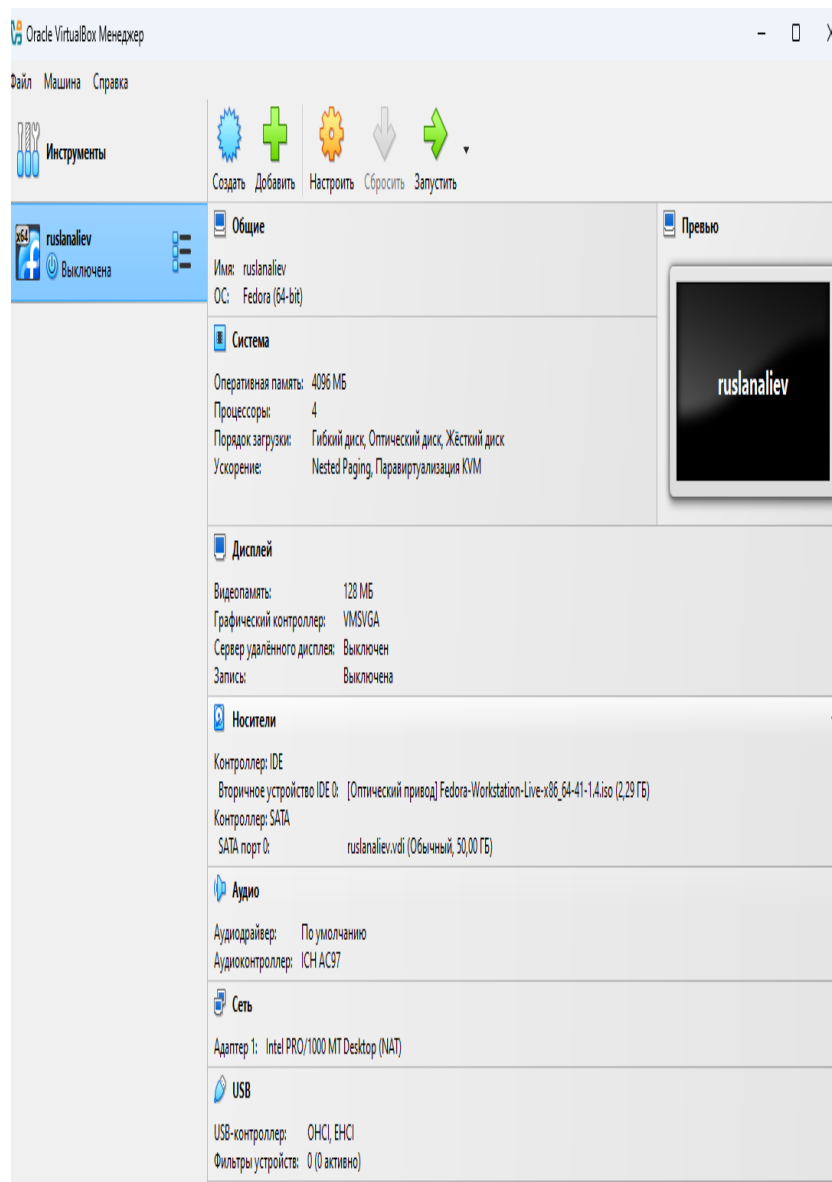 Oracle VirtualBox Менеджер
Файл Машина Справка
Инструменты
Создать Добавить Настроить Сбросить Запустить
x64
ruslanaliev
Выключена
Общие
Имя: ruslanaliev
ОС: Fedora (64-bit)
Превью
ruslanaliev
Система
Оперативная память: 4096 МБ
Процессоры: 4
Порядок загрузки: Гибкий диск, Оптический диск, Жёсткий диск
Ускорение: Nested Paging, Паравиртуализация KVM
Дисплей
Видеопамять: 128 МБ
Графический контроллер: VMSVGA
Сервер удалённого дисплея: Выключен
Запись: Выключена
Носители
Контроллер: IDE
Вторичное устройство IDE 0: [Оптический привод] Fedora-Workstation-Live-x86_64-41-1.4.iso (2,29 ГБ)
Контроллер: SATA
SATA порт 0: ruslanaliev.vdi (Обычный, 50,00 ГБ)
Аудио
Аудиодрайвер: По умолчанию
Аудиоконтроллер: ICH AC97
Сеть
Адаптер 1: Intel PRO/1000 MT Desktop (NAT)
USB
USB-контроллер: OHCI, EHCI
Фильтры устройств: 0 (0 активно)